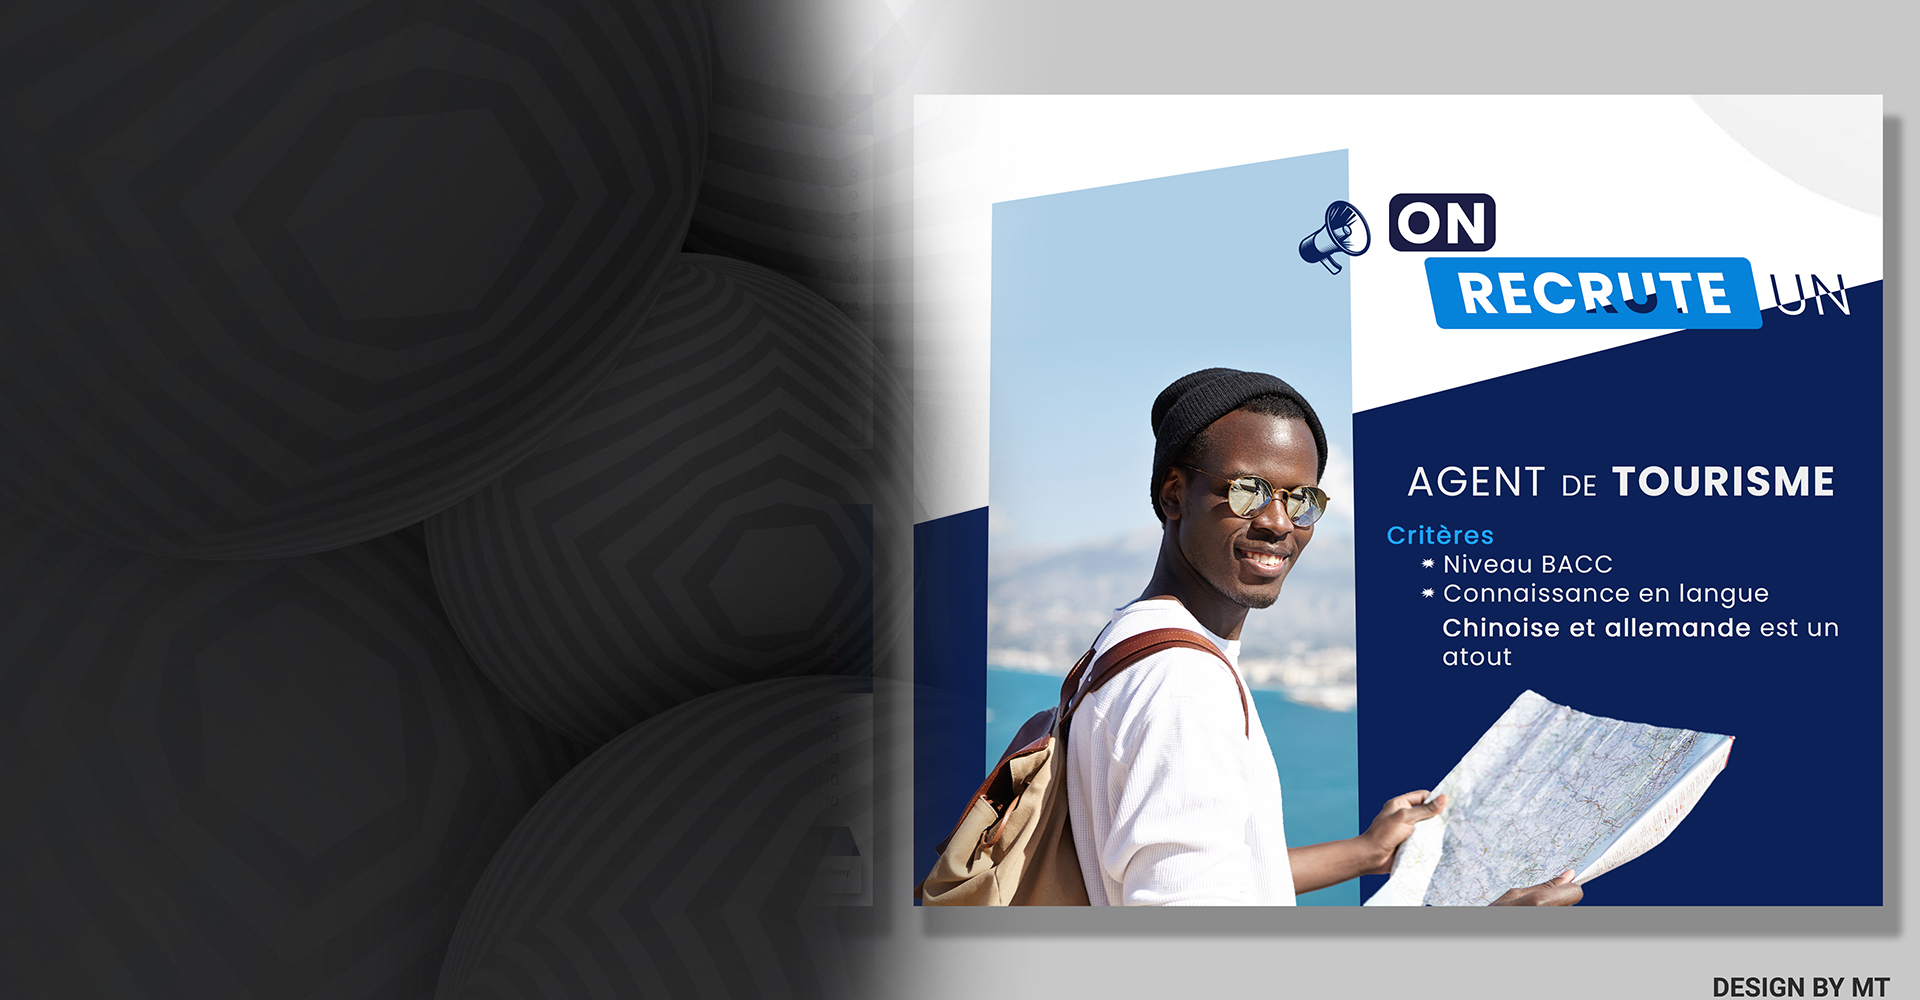 ON
RECRUTE UN
AGENT DE TOURISME
Critères
Niveau BACC
Connaissance en langue
Chinoise et allemande est un
atout
DESIGN BY MT